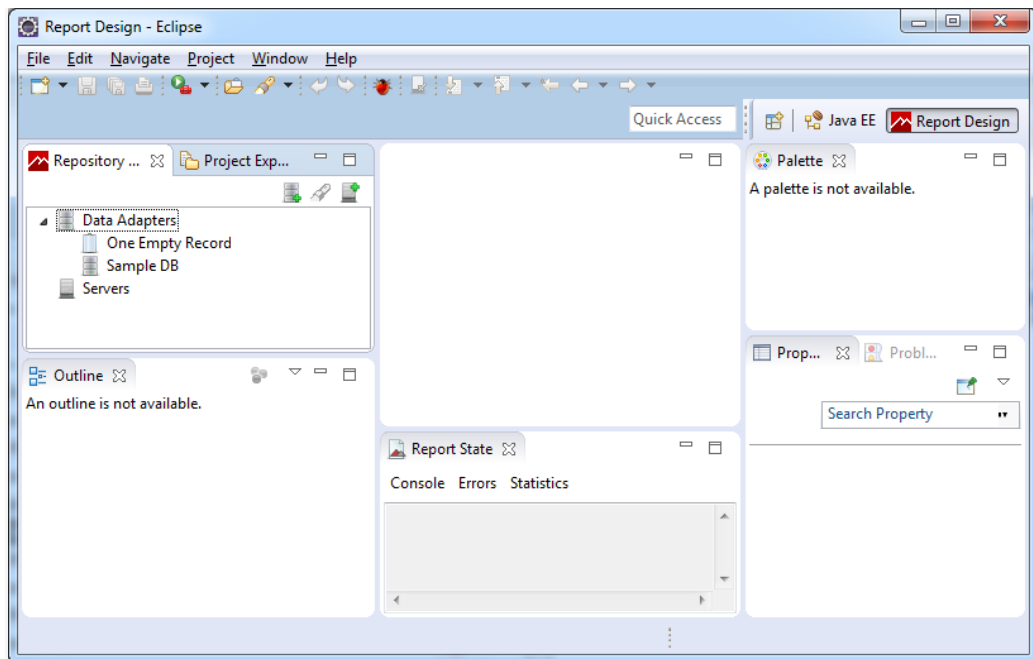 Report Design - Eclipse
File Edit Navigate Project Window Help
Quick Access
Java EE
Report Design
Repository ...
Project Exp...
Data Adapters
One Empty Record
Sample DB
Servers
Outline
An outline is not available.
Report State
Console Errors Statistics
Palette
A palette is not available.
Prop...
Probl...
Search Property